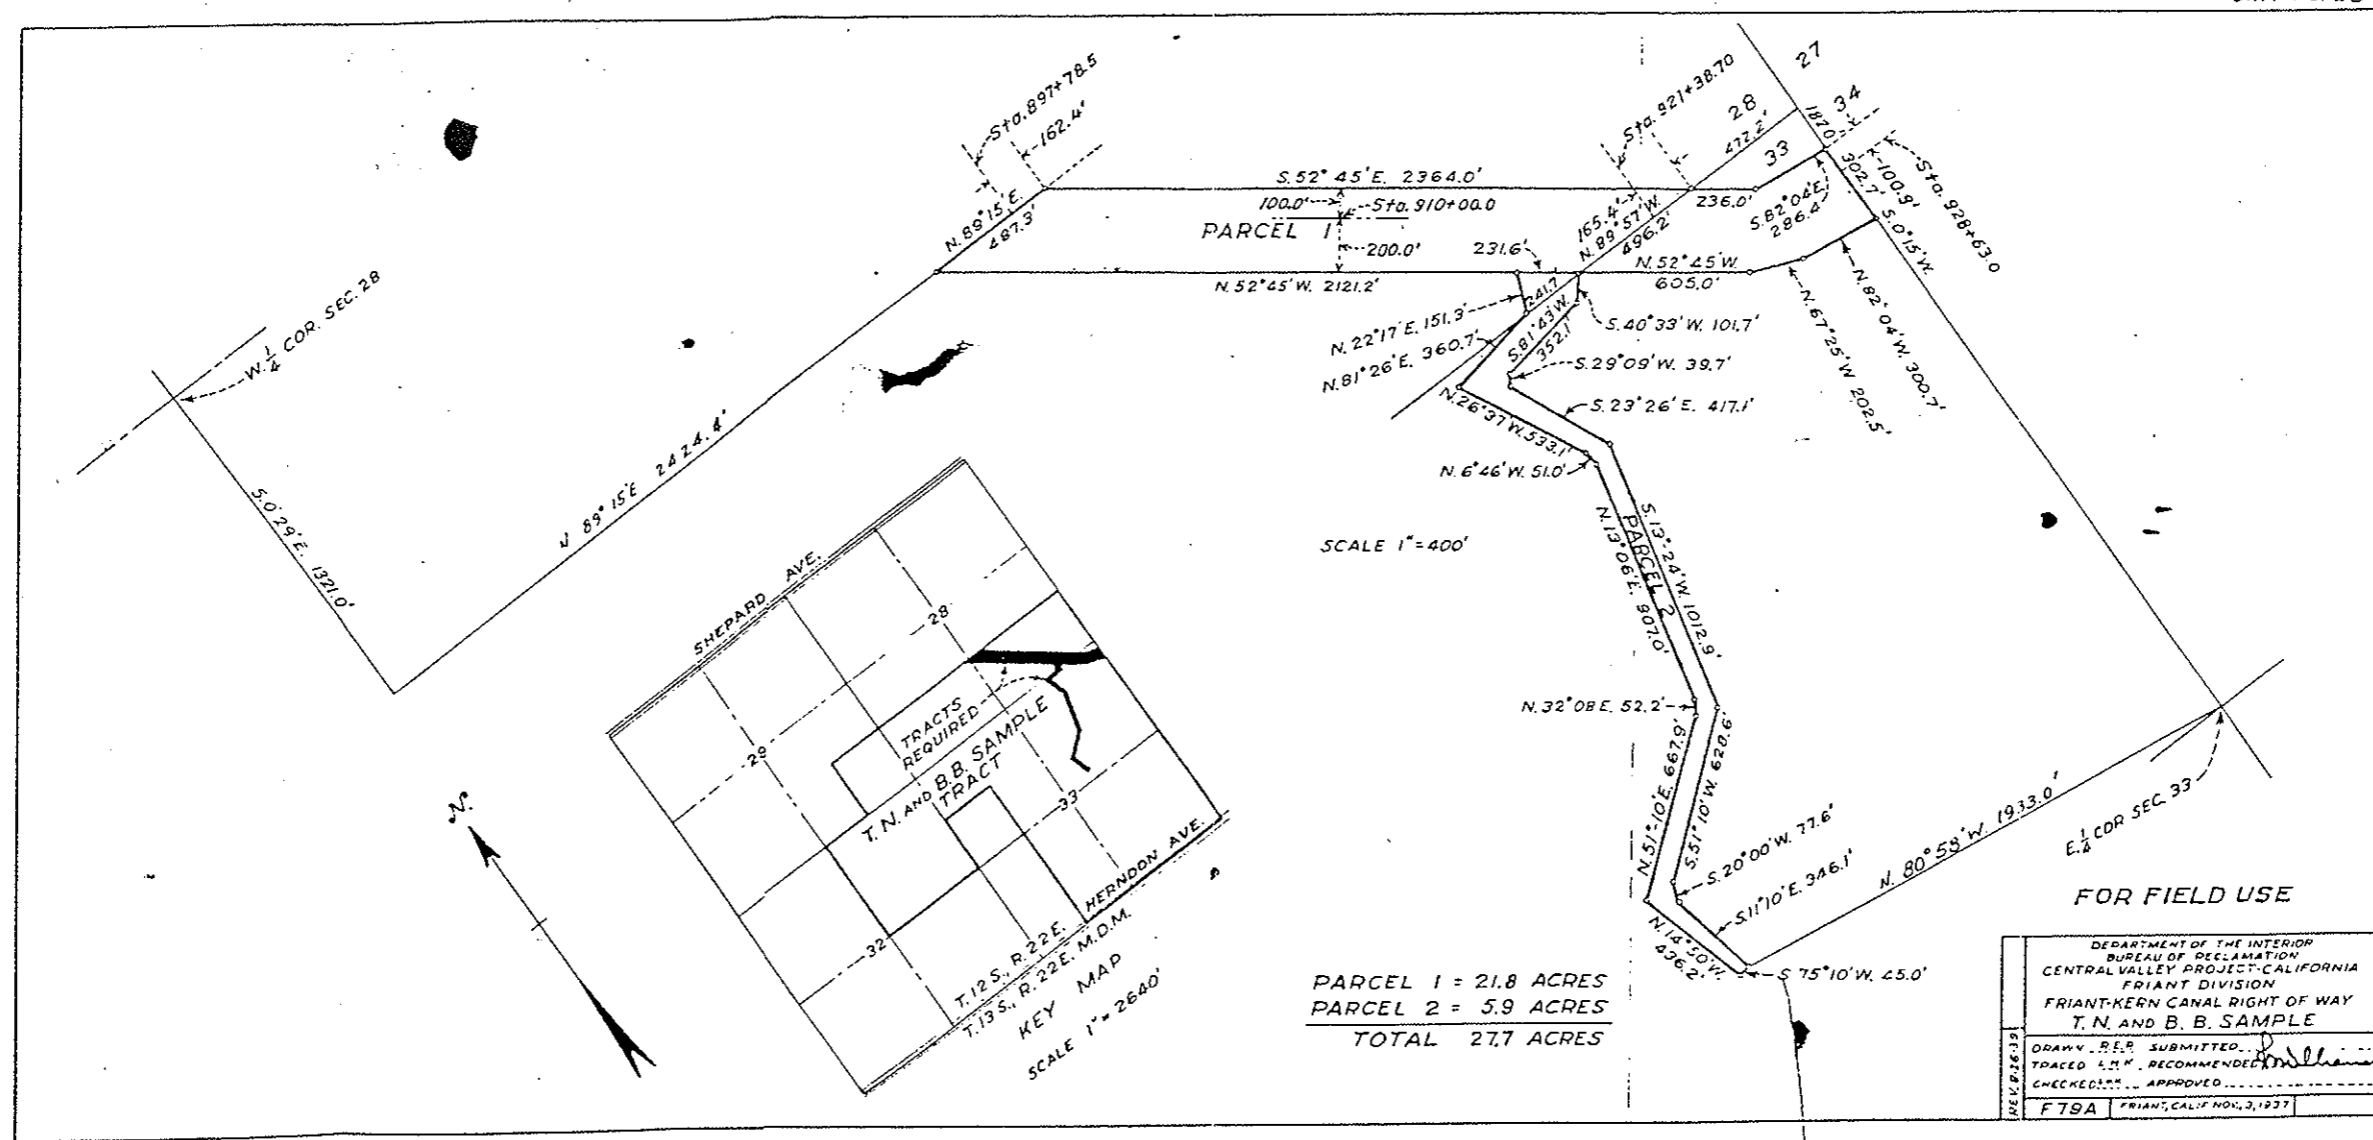 Sta. 897+78.5
162.4'
N. 89° 15' E.
487.3'
S. 52° 45' E. 2364.0'
100.0'
Sta. 910+00.0
PARCEL 1
200.0'
N. 52° 45' W. 2121.2'
231.6'
Sta. 921+38.70
165.4'
N. 89° 57' W.
496.2'
472.2'
28
27
33
34
1820
302.7'
100.9'
Sta. 928+63.0
236.0'
S. 82° 04' E.
286.4'
S. 0° 15' W.
N. 52° 45' W.
605.0'
N. 82° 04' W. 300.7'
N. 67° 25' W. 202.5'
W. 1/4 COR. SEC. 28
S. 0° 29' E. 1321.0'
N 89° 15' E 2424.4'
241.7
N. 22° 17' E. 151.3'
N. 81° 26' E. 360.7'
S. 81° 43' W.
352.1'
S. 40° 33' W. 101.7'
S. 29° 09' W. 39.7'
S. 23° 26' E. 417.1'
N. 26° 37' W. 533.1'
N. 6° 46' W. 51.0'
SCALE 1" = 400'
N. 13° 06' E. 907.0'
PARCEL 2
S. 13°-24' W. 1012.9'
N. 32° 08' E. 52.2'
N. 51°-10' E. 667.9'
S. 51° 10' W. 628.6'
S. 20° 00' W. 77.6'
S. 11° 10' E. 346.1'
N. 14° 50' W.
436.2'
S 75° 10' W. 45.0'
N. 80° 58' W. 1933.0'
E. 1/4 COR SEC. 33
N.
SHEPARD AVE.
28
29
TRACTS
REQUIRED
T. N. AND B. B. SAMPLE
TRACT
33
32
HERNDON AVE.
T. 12 S., R. 22 E.
T. 13 S., R. 22 E. M. D. M.
KEY MAP
SCALE 1" = 2640'
PARCEL 1 = 21.8 ACRES
PARCEL 2 = 5.9 ACRES
TOTAL 27.7 ACRES
FOR FIELD USE
DEPARTMENT OF THE INTERIOR
BUREAU OF RECLAMATION
CENTRAL VALLEY PROJECT-CALIFORNIA
FRIANT DIVISION
FRIANT-KERN CANAL RIGHT OF WAY
T. N. AND B. B. SAMPLE
DRAWN R.E.R. SUBMITTED
TRACED RECOMMENDED
CHECKED APPROVED
F 79A FRIANT, CALIF. NOV. 3, 1937
REV. 8-26-39